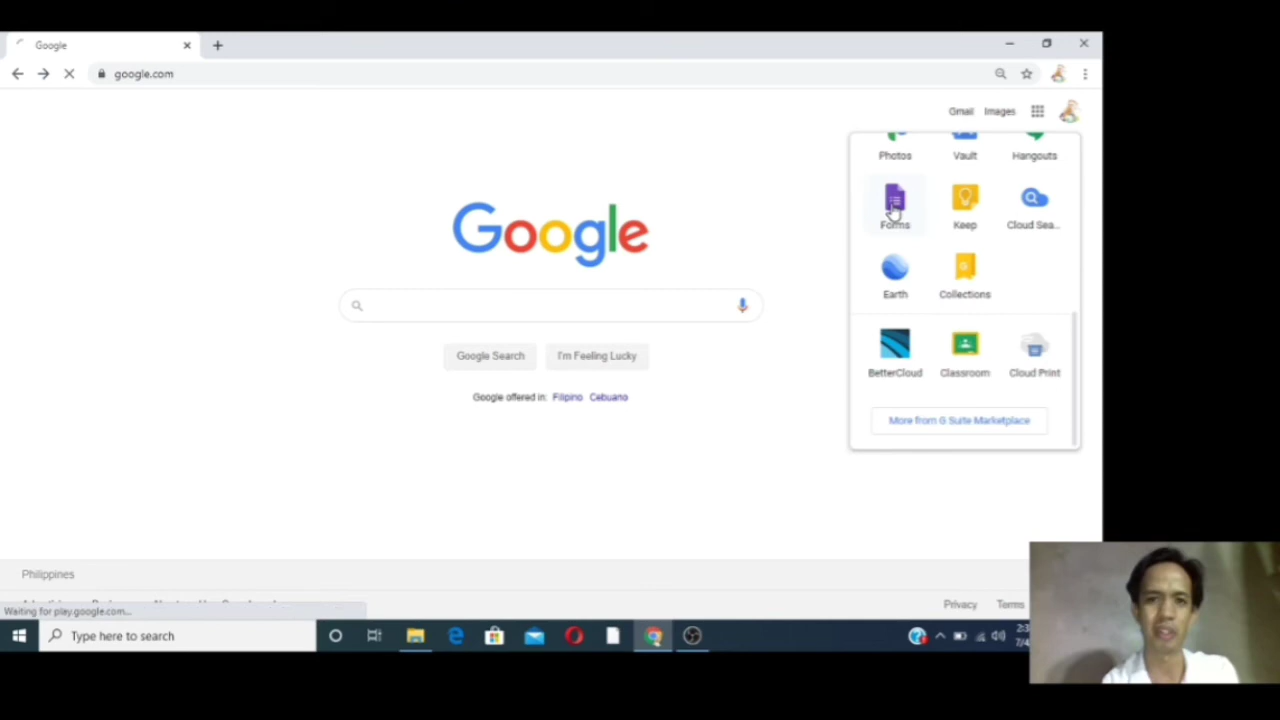 Google
google.com
Gmail Images
Photos Vault Hangouts
Forms Keep Cloud Sea...
Earth Collections
Google
Google Search I'm Feeling Lucky
BetterCloud Classroom Cloud Print
Google offered in: Filipino Cebuano
More from G Suite Marketplace
Philippines
Privacy Terms
Waiting for play.google.com...
Type here to search